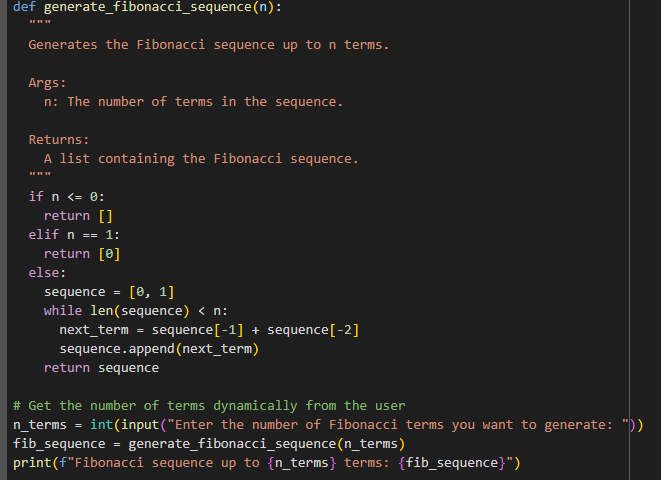 def generate_fibonacci_sequence(n):
  """
  Generates the Fibonacci sequence up to n terms.

  Args:
    n: The number of terms in the sequence.

  Returns:
    A list containing the Fibonacci sequence.
  """
  if n <= 0:
    return []
  elif n == 1:
    return [0]
  else:
    sequence = [0, 1]
    while len(sequence) < n:
      next_term = sequence[-1] + sequence[-2]
      sequence.append(next_term)
    return sequence

# Get the number of terms dynamically from the user
n_terms = int(input("Enter the number of Fibonacci terms you want to generate: "))
fib_sequence = generate_fibonacci_sequence(n_terms)
print(f"Fibonacci sequence up to {n_terms} terms: {fib_sequence}")